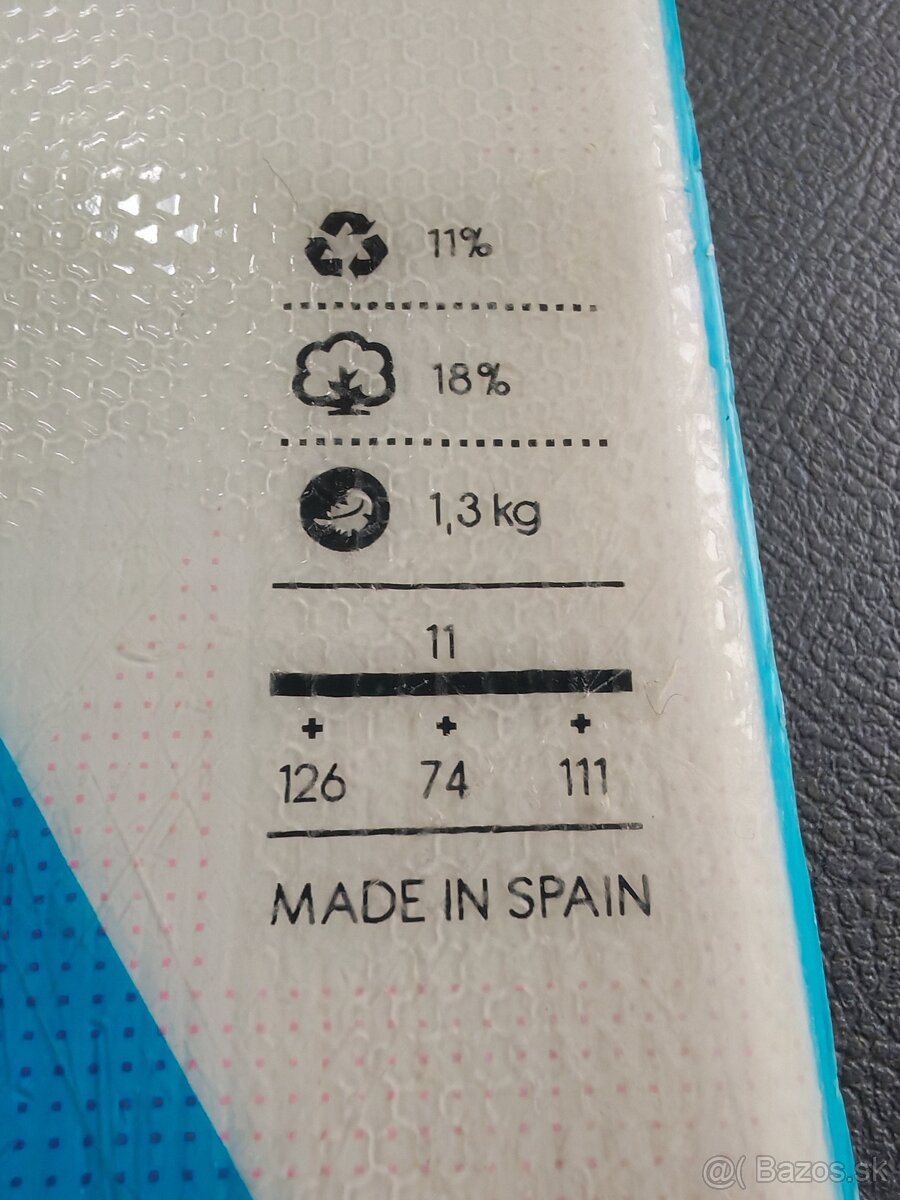 11%
18%
1,3 kg
11
+ + +
126 74 111
MADE IN SPAIN
@( Bazos.sk